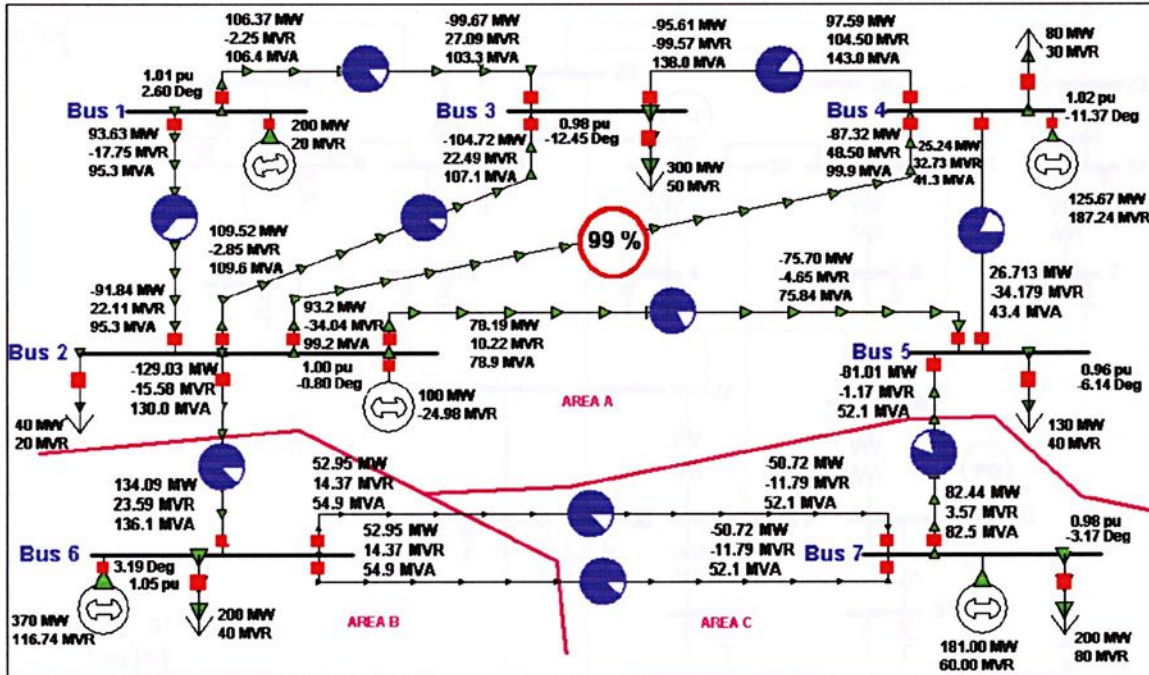 106.37 MW
-2.25 MVR
106.4 MVA
-99.67 MW
27.09 MVR
103.3 MVA
-95.61 MW
-99.57 MVR
138.0 MVA
97.59 MW
104.50 MVR
143.0 MVA
80 MW
30 MVR
1.01 pu
2.60 Deg
Bus 1
Bus 3
Bus 4
1.02 pu
-11.37 Deg
93.63 MW
-17.75 MVR
95.3 MVA
200 MW
20 MVR
-104.72 MW
22.49 MVR
107.1 MVA
0.98 pu
-12.45 Deg
300 MW
50 MVR
-87.32 MW
48.50 MVR
99.9 MVA
-25.24 MW
32.73 MVR
41.3 MVA
125.67 MW
187.24 MVR
109.52 MW
-2.85 MVR
109.6 MVA
99 %
-75.70 MW
-4.65 MVR
75.84 MVA
26.713 MW
-34.179 MVR
43.4 MVA
-91.84 MW
22.11 MVR
95.3 MVA
93.2 MW
-34.04 MVR
99.2 MVA
78.19 MW
10.22 MVR
78.9 MVA
Bus 2
Bus 5
-129.03 MW
-15.58 MVR
130.0 MVA
1.00 pu
-0.80 Deg
100 MW
-24.98 MVR
AREA A
-81.01 MW
-1.17 MVR
52.1 MVA
0.96 pu
-6.14 Deg
40 MW
20 MVR
130 MW
40 MVR
134.09 MW
23.59 MVR
136.1 MVA
52.95 MW
14.37 MVR
54.9 MVA
-50.72 MW
-11.79 MVR
52.1 MVA
82.44 MW
3.57 MVR
82.5 MVA
52.95 MW
14.37 MVR
54.9 MVA
-50.72 MW
-11.79 MVR
52.1 MVA
0.98 pu
-3.17 Deg
Bus 6
Bus 7
3.19 Deg
1.05 pu
370 MW
116.74 MVR
200 MW
40 MVR
AREA B
AREA C
181.00 MW
60.00 MVR
200 MW
80 MVR